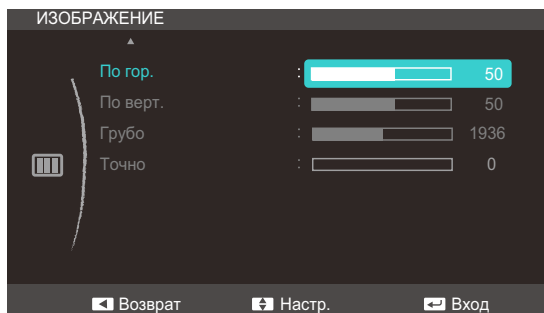 ИЗОБРАЖЕНИЕ
По гор. : 50
По верт. : 50
Грубо : 1936
Точно : 0
Возврат Настр. Вход